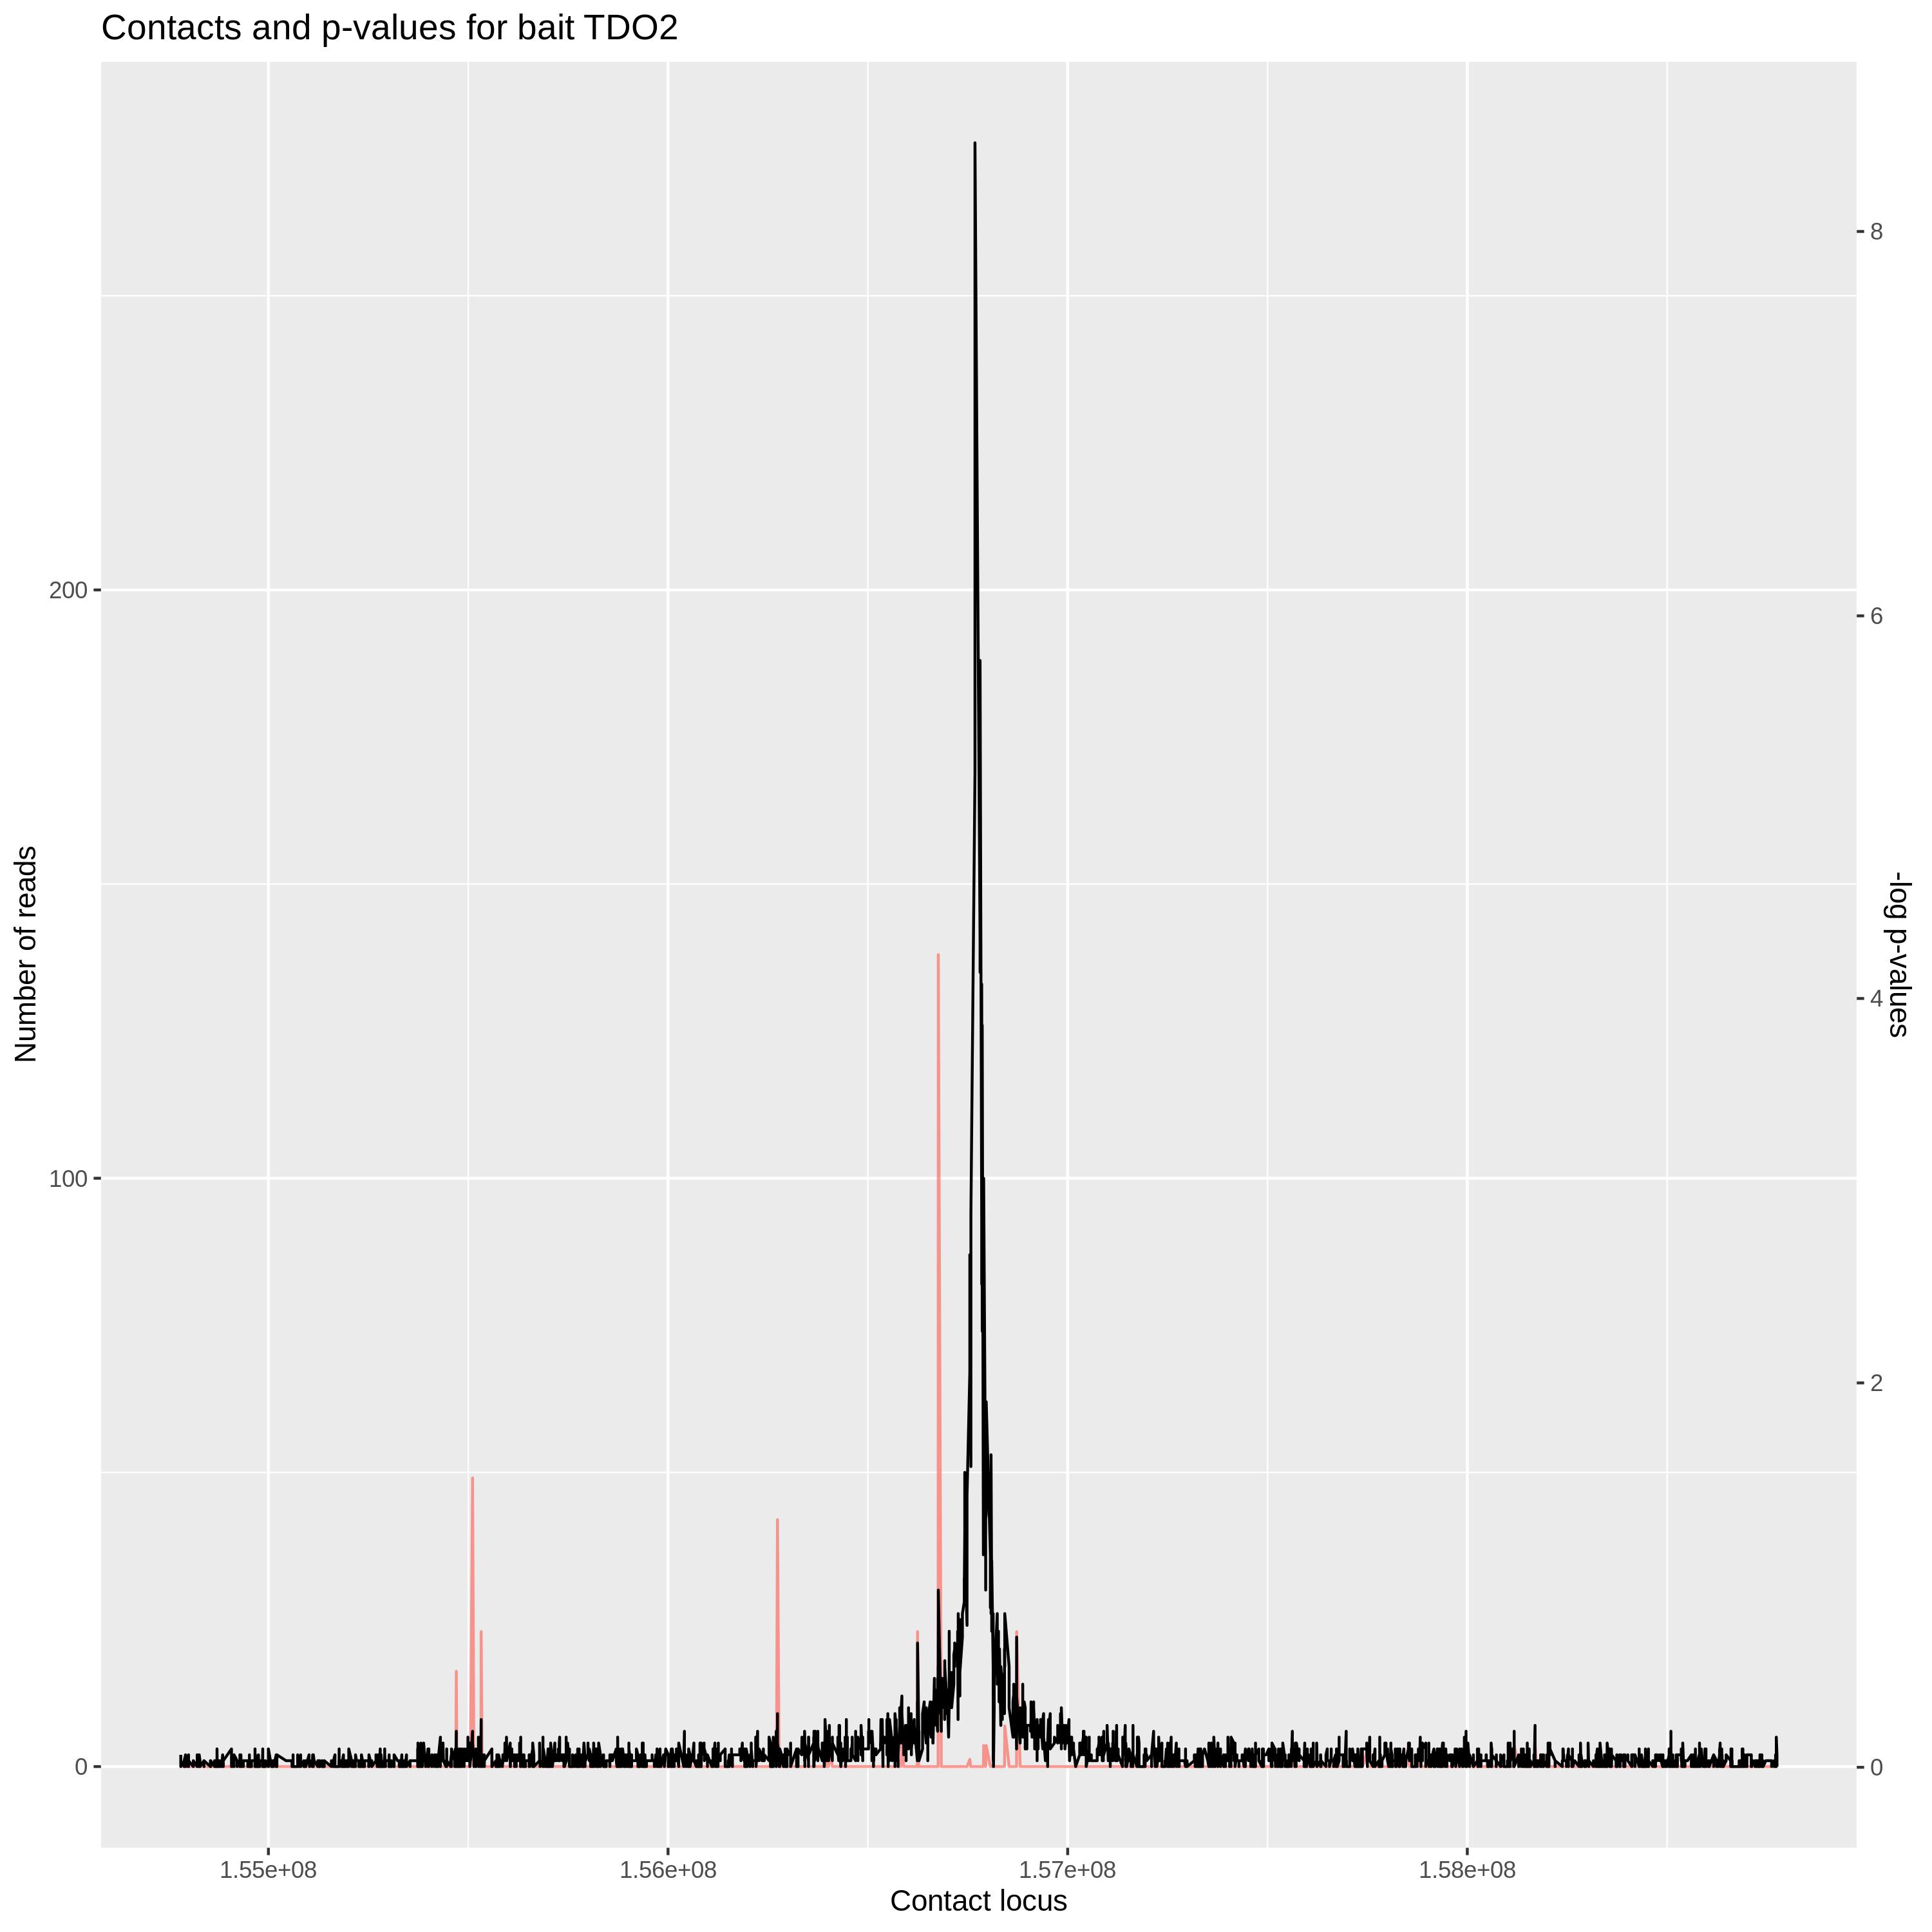 Contacts and p-values for bait TDO2
Number of reads
200
100
0
8
6
4
2
0
-log p-values
1.55e+08 1.56e+08 1.57e+08 1.58e+08
Contact locus